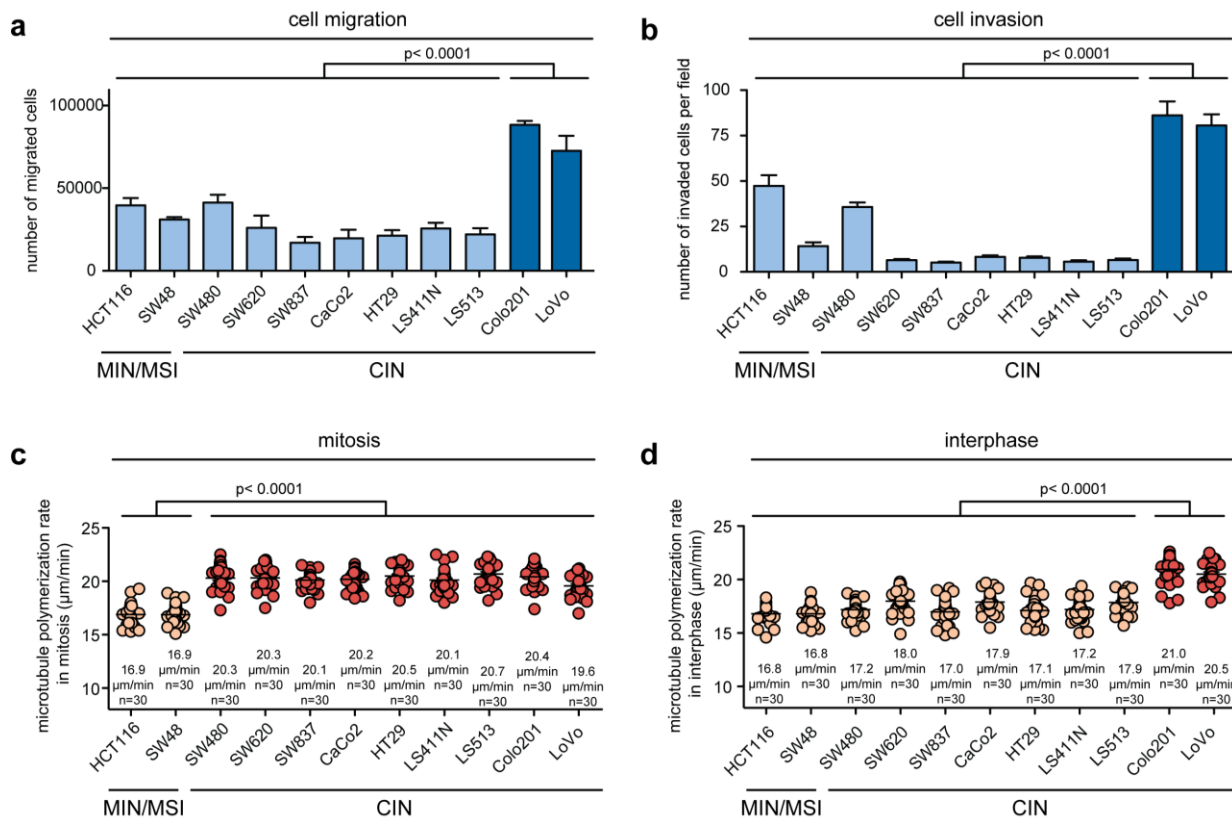 a
cell migration
p< 0.0001
number of migrated cells
100000
50000
0
HCT116
SW48
SW480
SW620
SW837
CaCo2
HT29
LS411N
LS513
Colo201
LoVo
MIN/MSI
CIN
b
cell invasion
p< 0.0001
number of invaded cells per field
100
75
50
25
0
HCT116
SW48
SW480
SW620
SW837
CaCo2
HT29
LS411N
LS513
Colo201
LoVo
MIN/MSI
CIN
c
mitosis
p< 0.0001
microtubule polymerization rate
in mitosis (µm/min)
25
20
15
10
16.9
µm/min
n=30
16.9
µm/min
n=30
20.3
µm/min
n=30
20.3
µm/min
n=30
20.1
µm/min
n=30
20.2
µm/min
n=30
20.5
µm/min
n=30
20.1
µm/min
n=30
20.7
µm/min
n=30
20.4
µm/min
n=30
19.6
µm/min
n=30
HCT116
SW48
SW480
SW620
SW837
CaCo2
HT29
LS411N
LS513
Colo201
LoVo
MIN/MSI
CIN
d
interphase
p< 0.0001
microtubule polymerization rate
in interphase (µm/min)
25
20
15
10
16.8
µm/min
n=30
16.8
µm/min
n=30
17.2
µm/min
n=30
18.0
µm/min
n=30
17.0
µm/min
n=30
17.9
µm/min
n=30
17.1
µm/min
n=30
17.2
µm/min
n=30
17.9
µm/min
n=30
21.0
µm/min
n=30
20.5
µm/min
n=30
HCT116
SW48
SW480
SW620
SW837
CaCo2
HT29
LS411N
LS513
Colo201
LoVo
MIN/MSI
CIN